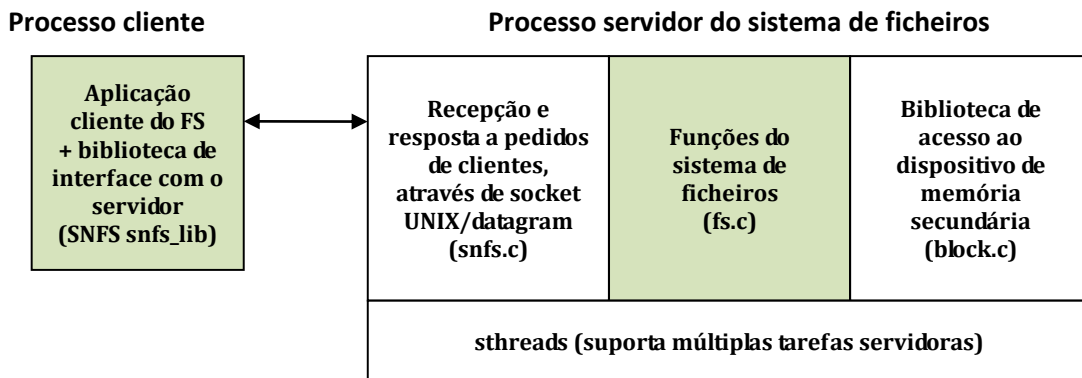 Processo cliente
Processo servidor do sistema de ficheiros
Aplicação
cliente do FS
+ biblioteca de
interface com o
servidor
(SNFS snfs_lib)
Recepção e
resposta a pedidos
de clientes,
através de socket
UNIX/datagram
(snfs.c)
Funções do
sistema de
ficheiros
(fs.c)
Biblioteca de
acesso ao
dispositivo de
memória
secundária
(block.c)
sthreads (suporta múltiplas tarefas servidoras)